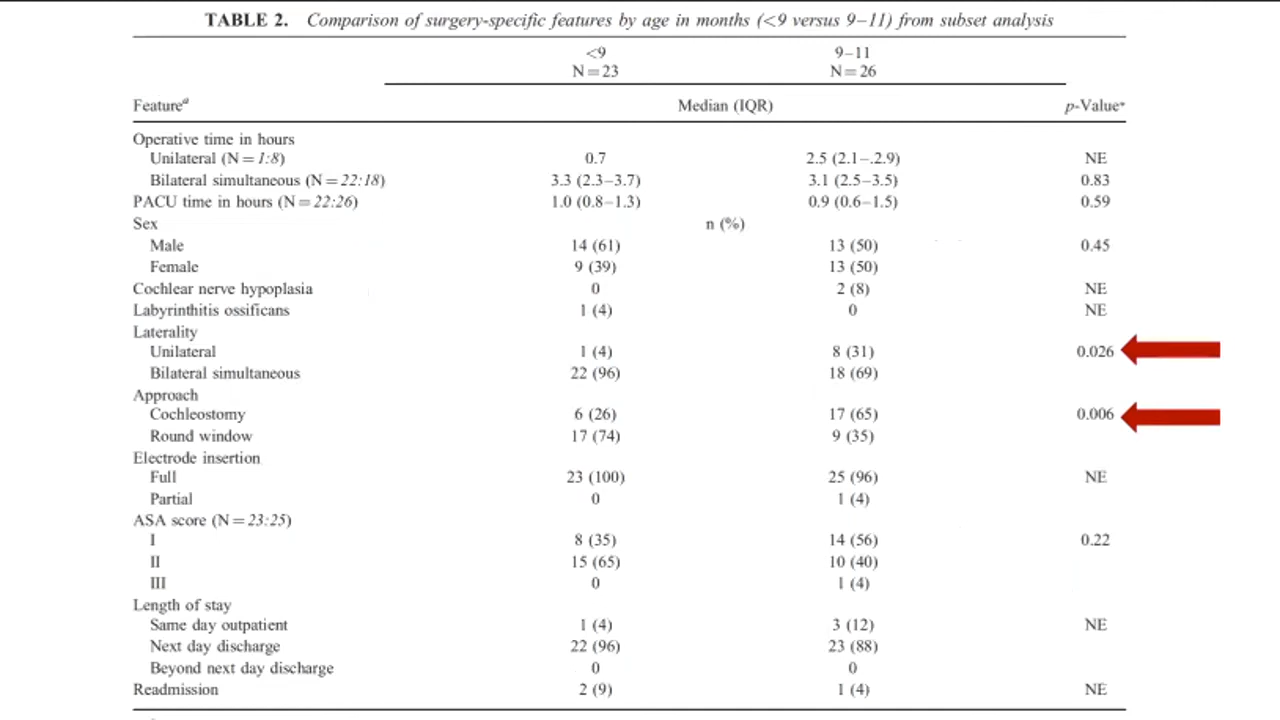 TABLE 2. Comparison of surgery-specific features by age in months (<9 versus 9–11) from subset analysis
<9 9–11
N=23 N=26
Featureᵃ Median (IQR) p-Value*
Operative time in hours
Unilateral (N=1:8) 0.7 2.5 (2.1–.2.9) NE
Bilateral simultaneous (N=22:18) 3.3 (2.3–3.7) 3.1 (2.5–3.5) 0.83
PACU time in hours (N=22:26) 1.0 (0.8–1.3) 0.9 (0.6–1.5) 0.59
Sex n (%)
Male 14 (61) 13 (50) 0.45
Female 9 (39) 13 (50)
Cochlear nerve hypoplasia 0 2 (8) NE
Labyrinthitis ossificans 1 (4) 0 NE
Laterality
Unilateral 1 (4) 8 (31) 0.026
Bilateral simultaneous 22 (96) 18 (69)
Approach
Cochleostomy 6 (26) 17 (65) 0.006
Round window 17 (74) 9 (35)
Electrode insertion
Full 23 (100) 25 (96) NE
Partial 0 1 (4)
ASA score (N=23:25)
I 8 (35) 14 (56) 0.22
II 15 (65) 10 (40)
III 0 1 (4)
Length of stay
Same day outpatient 1 (4) 3 (12) NE
Next day discharge 22 (96) 23 (88)
Beyond next day discharge 0 0
Readmission 2 (9) 1 (4) NE